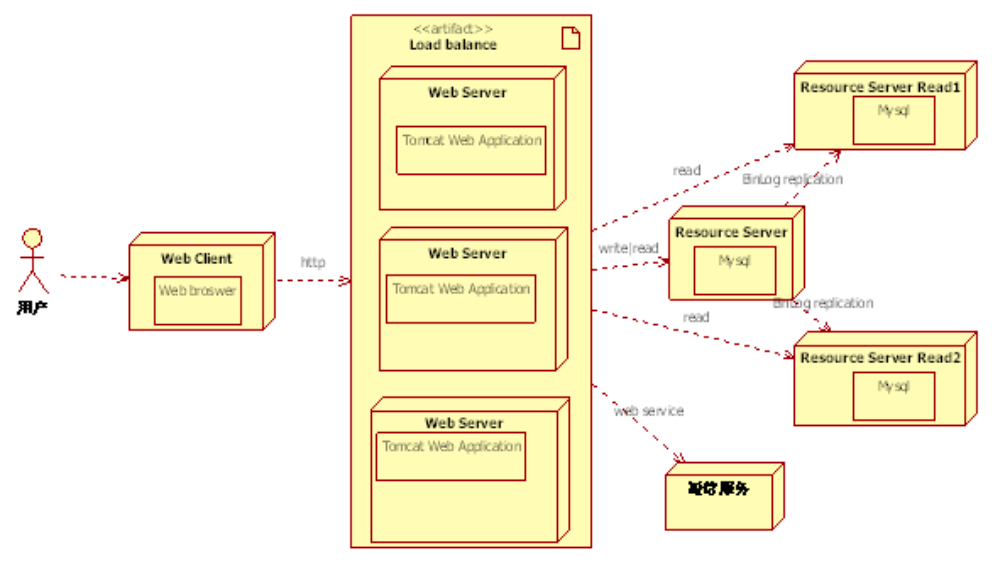 <<artifact>>
Load balance
Web Server
Tomcat Web Application
Resource Server Read1
Mysql
read
BinLog replication
Resource Server
Mysql
write|read
Web Server
Tomcat Web Application
Web Client
Web broswer
http
用户
BinLog replication
read
Resource Server Read2
Mysql
web service
Web Server
Tomcat Web Application
服务